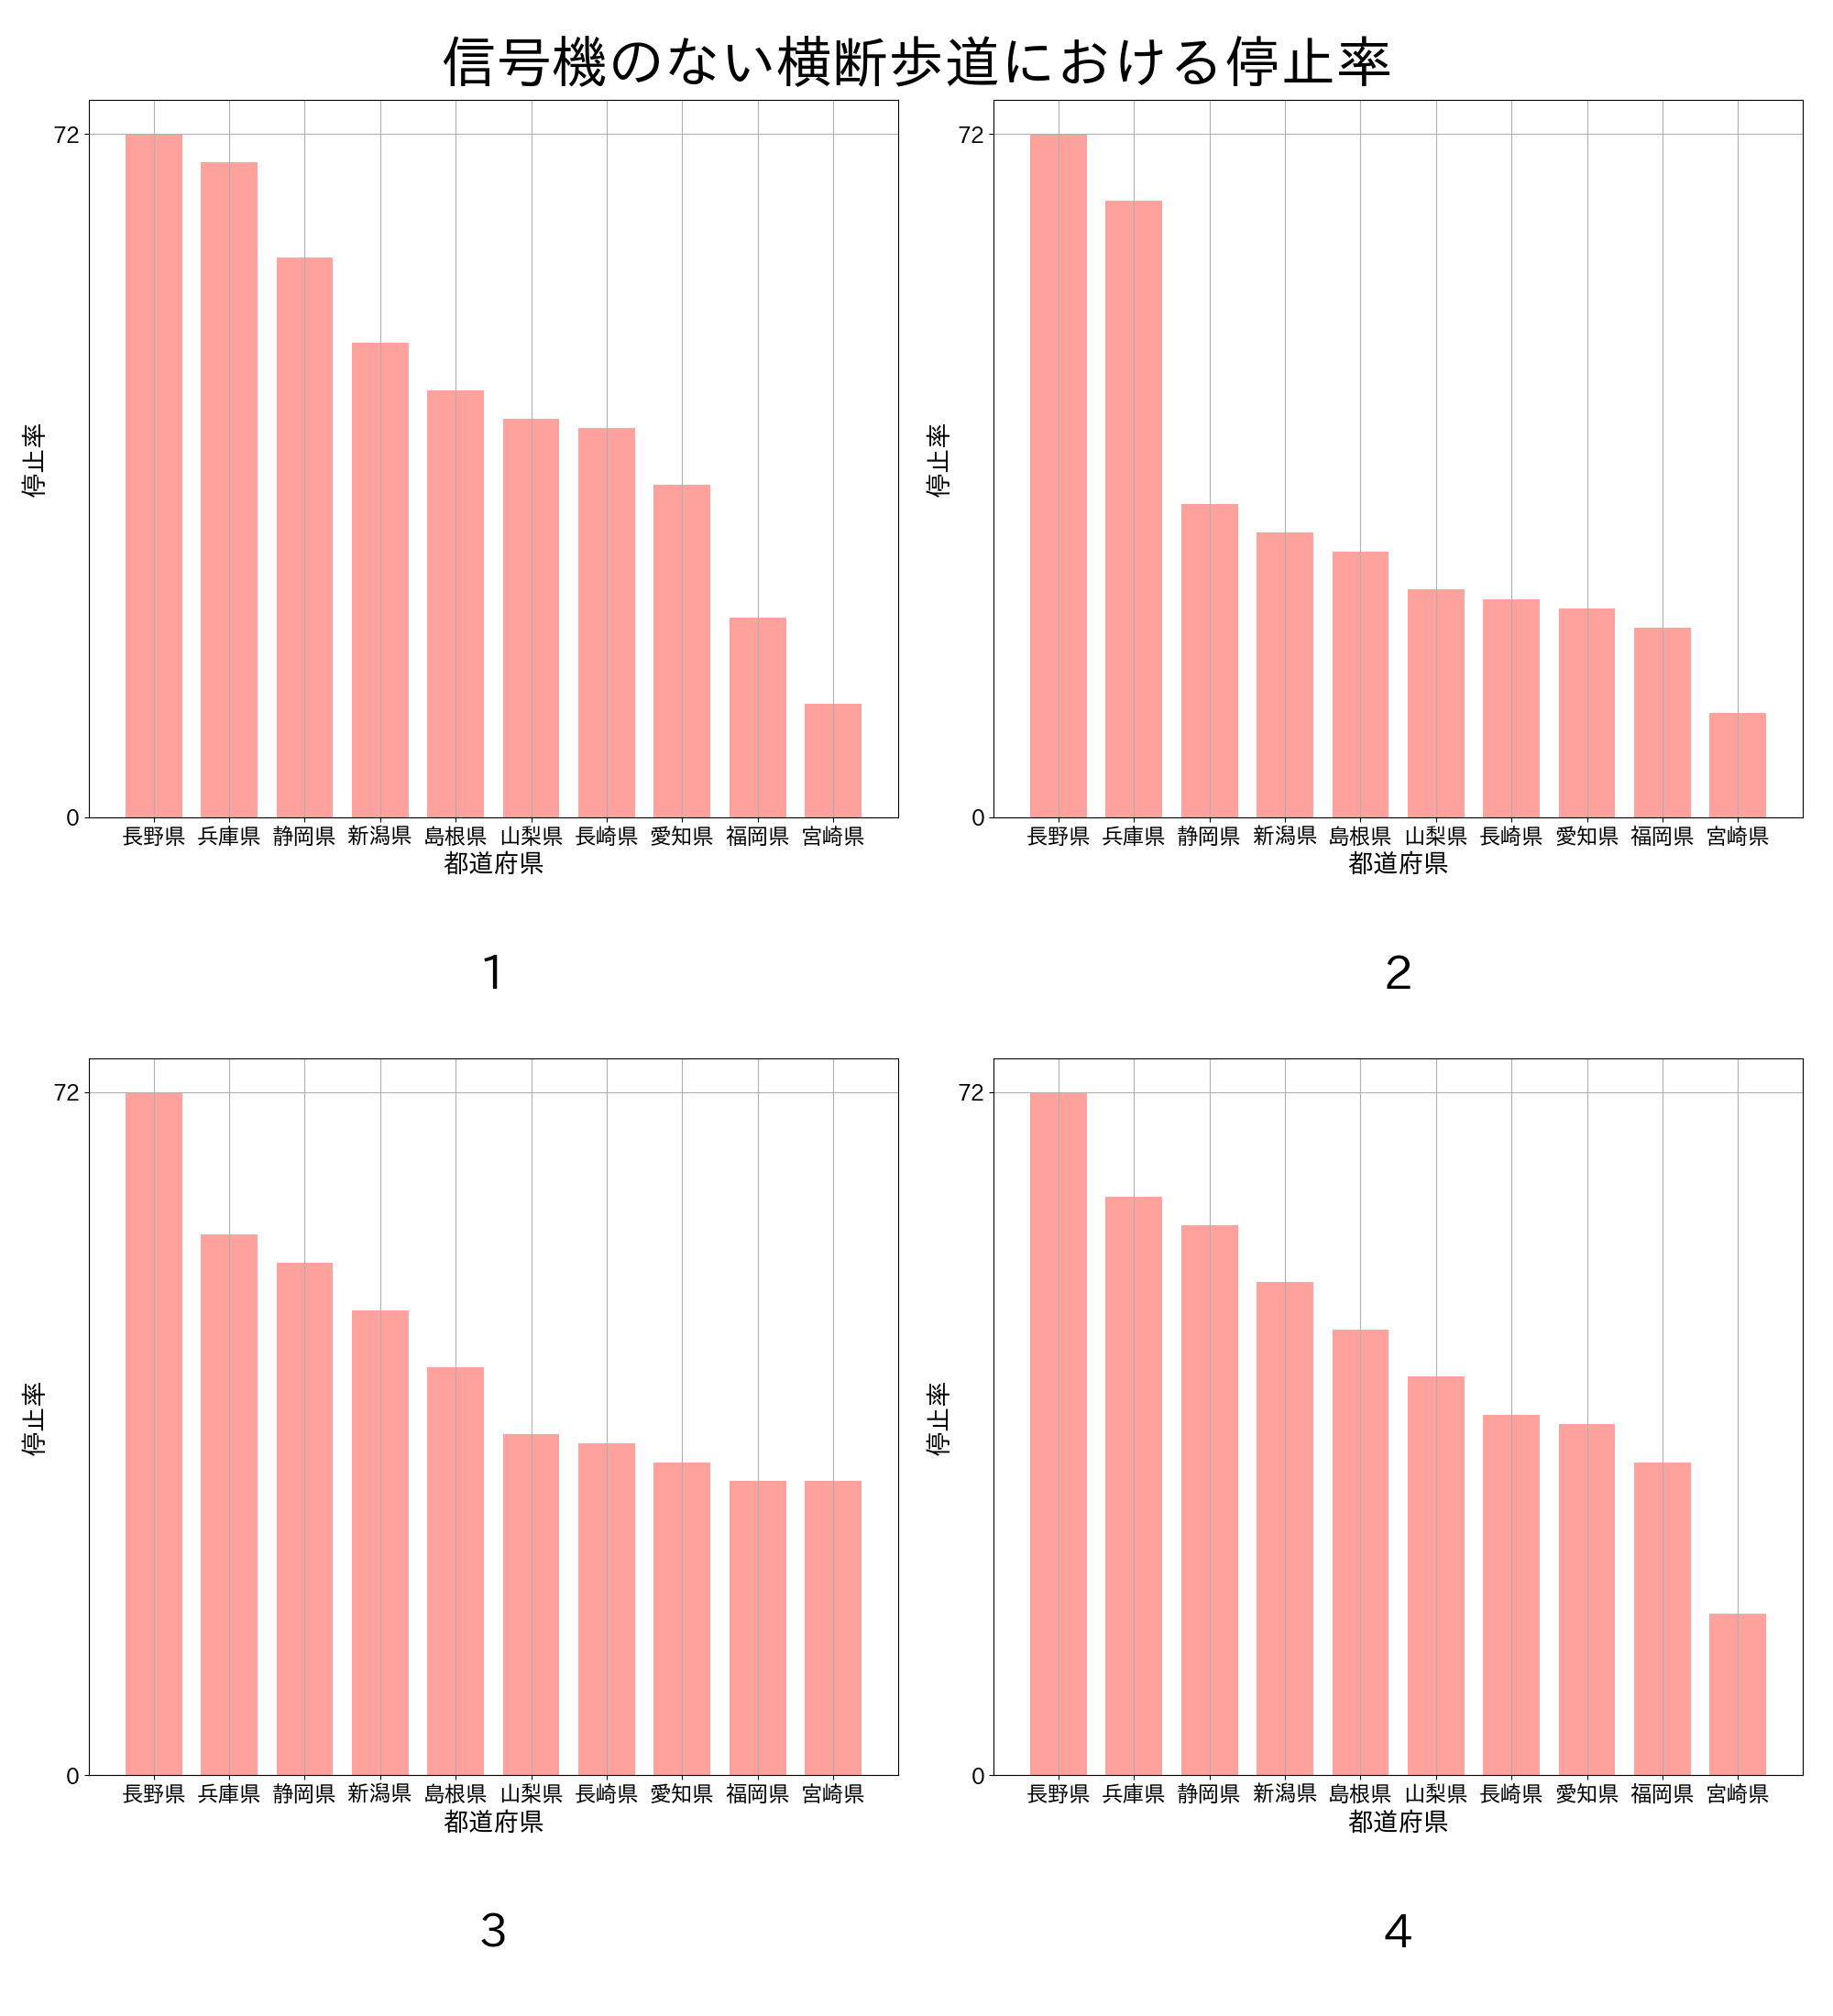 信号機のない横断歩道における停止率
72
0
停止率
長野県 兵庫県 静岡県 新潟県 島根県 山梨県 長崎県 愛知県 福岡県 宮崎県
都道府県
1
72
0
停止率
長野県 兵庫県 静岡県 新潟県 島根県 山梨県 長崎県 愛知県 福岡県 宮崎県
都道府県
2
72
0
停止率
長野県 兵庫県 静岡県 新潟県 島根県 山梨県 長崎県 愛知県 福岡県 宮崎県
都道府県
3
72
0
停止率
長野県 兵庫県 静岡県 新潟県 島根県 山梨県 長崎県 愛知県 福岡県 宮崎県
都道府県
4